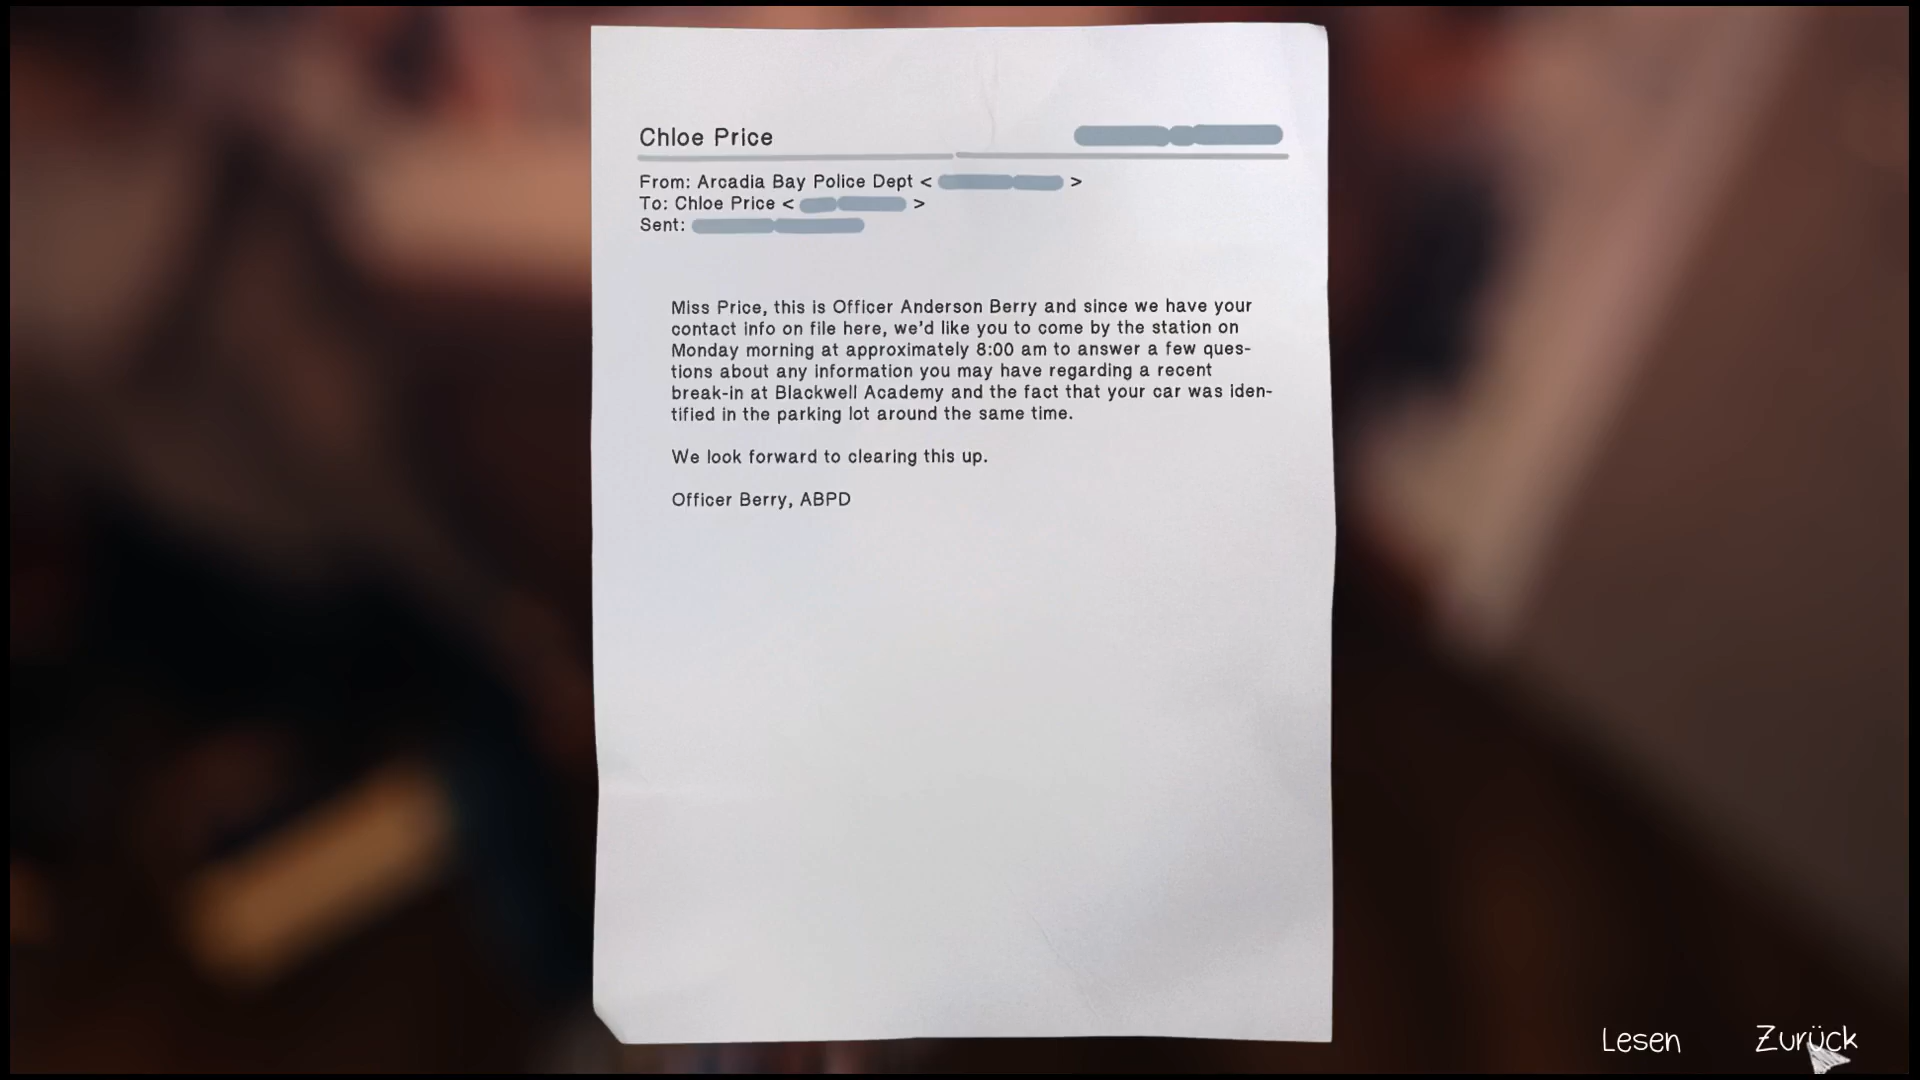 Chloe Price
From: Arcadia Bay Police Dept < >
To: Chloe Price < >
Sent:
Miss Price, this is Officer Anderson Berry and since we have your
contact info on file here, we'd like you to come by the station on
Monday morning at approximately 8:00 am to answer a few ques-
tions about any information you may have regarding a recent
break-in at Blackwell Academy and the fact that your car was iden-
tified in the parking lot around the same time.
We look forward to clearing this up.
Officer Berry, ABPD
Lesen Zurück